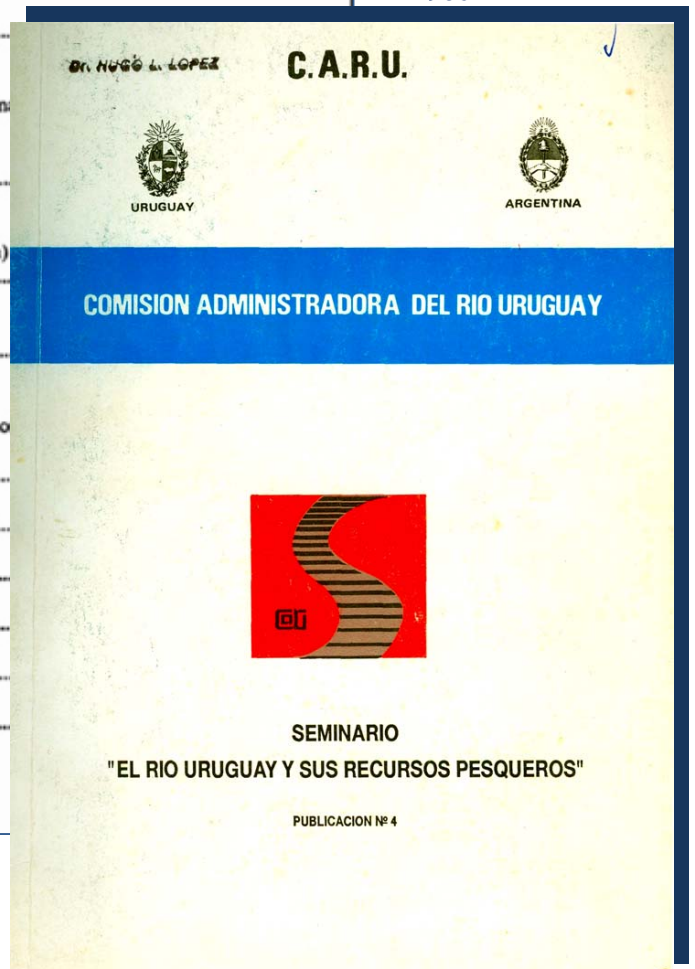 Dr. HUGO L. LOPEZ
C.A.R.U.
URUGUAY
ARGENTINA
COMISION ADMINISTRADORA DEL RIO URUGUAY
SEMINARIO
"EL RIO URUGUAY Y SUS RECURSOS PESQUEROS"
PUBLICACION Nº 4